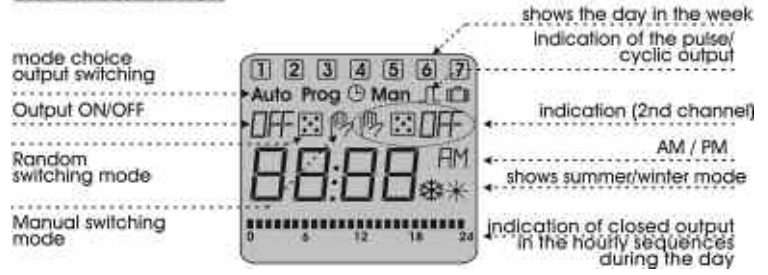 shows the day in the week
indication of the pulse/
cyclic output
mode choice
output switching
1 2 3 4 5 6 7
Auto Prog Man
Output ON/OFF
OFF OFF
indication (2nd channel)
Random
switching mode
88:88 AM
AM / PM
shows summer/winter mode
Manual switching
mode
0 6 12 18 24
indication of closed output
in the hourly sequences
during the day